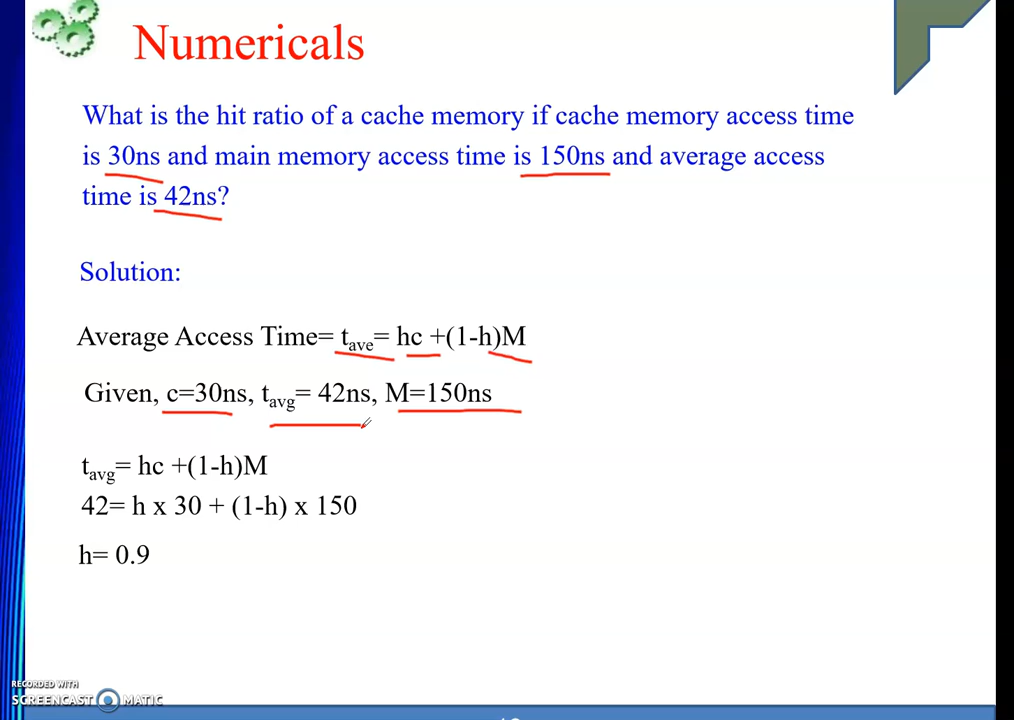 Numericals
What is the hit ratio of a cache memory if cache memory access time
is 30ns and main memory access time is 150ns and average access
time is 42ns?
Solution:
Average Access Time= tave= hc +(1-h)M
Given, c=30ns, tavg= 42ns, M=150ns
tavg= hc +(1-h)M
42= h x 30 + (1-h) x 150
h= 0.9
RECORDED WITH
SCREENCAST MATIC